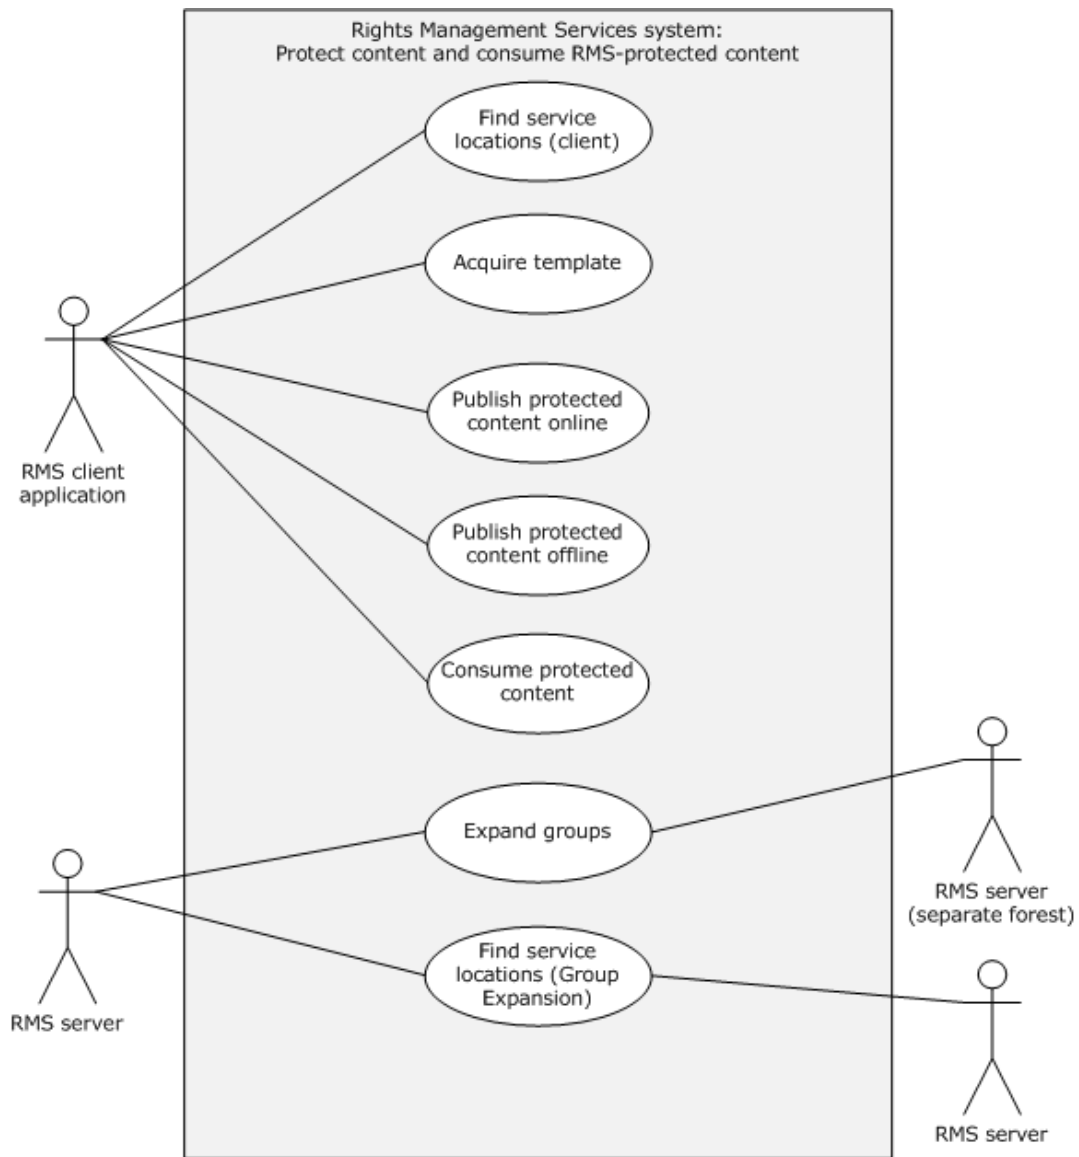 Rights Management Services system:
Protect content and consume RMS-protected content
Find service
locations (client)
Acquire template
Publish protected
content online
RMS client
application
Publish protected
content offline
Consume protected
content
Expand groups
RMS server
(separate forest)
Find service
locations (Group
Expansion)
RMS server
RMS server